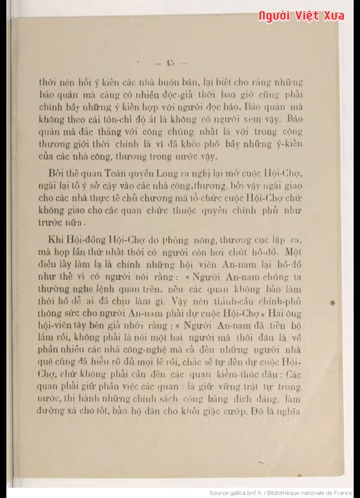 Người Việt Xưa
— 15 —
thời nên hỏi ý kiến các nhà buôn bán, lại biết cho rằng những
báo quán mà càng có nhiều độc-giả thời bao giờ cũng phải
chính bầy những ý kiến hợp với người đọc báo. Báo quán mà
không theo cái tôn-chỉ đó ắt là không có người xem vậy. Báo
quán mà đắc thắng với công chúng nhất là với trong công
thương giới thời chính là vì đã khéo phô bầy những ý-kiến
của các nhà công, thương trong nước vậy.
Bởi thế quan Toàn quyền Long ra nghị lại mở cuộc Hội-Chợ,
ngài lại tổ ý sở cậy vào các nhà công, thương, bởi vậy ngài giao
cho các nhà thực tế chủ chương mà tổ-chức cuộc Hội-Chợ chứ
không giao cho các quan chức thuộc quyền chính phủ như
trước nữa.
Khi Hội-đồng Hội-Chợ do phòng nông, thương cục lập ra,
mà họp lần thứ nhất thời có người còn hơi chút hồ-đồ. Một
điều lấy làm lạ là chính những hội viên An-nam lại hồ-đồ
như thế vì có người nói rằng : « Người An-nam chúng ta
thường nghe lệnh quan trên, nếu các quan không bảo làm
thời hồ dễ ai đã chịu làm gì. Vậy nên thỉnh-cầu chính-phủ
thông sức cho người An-nam phải dự cuộc Hội-Chợ » Hai ông
hội-viên tây bèn giả nhời rằng : « Người An-nam đã tiến bộ
lắm rồi, không phải là nói một hai người mà thôi đâu là về
phần nhiều các nhà công-nghệ mà cả đến những người nhà
quê cũng đã hiểu rõ đồ mọi lẽ rồi, chắc sẽ tự đến dự cuộc Hội-
Chợ, chứ không phải cần đến các quan kiểm-thúc đâu ; Các
quan phải giữ phận việc các quan : là giữ vững trật tự trong
nước, thi hành những chính sách công bằng đích đáng, làm
đường xá cho tốt, bảo hộ dân cho khỏi giặc cướp. Đó là nghĩa
Source gallica.bnf.fr / Bibliothèque nationale de France